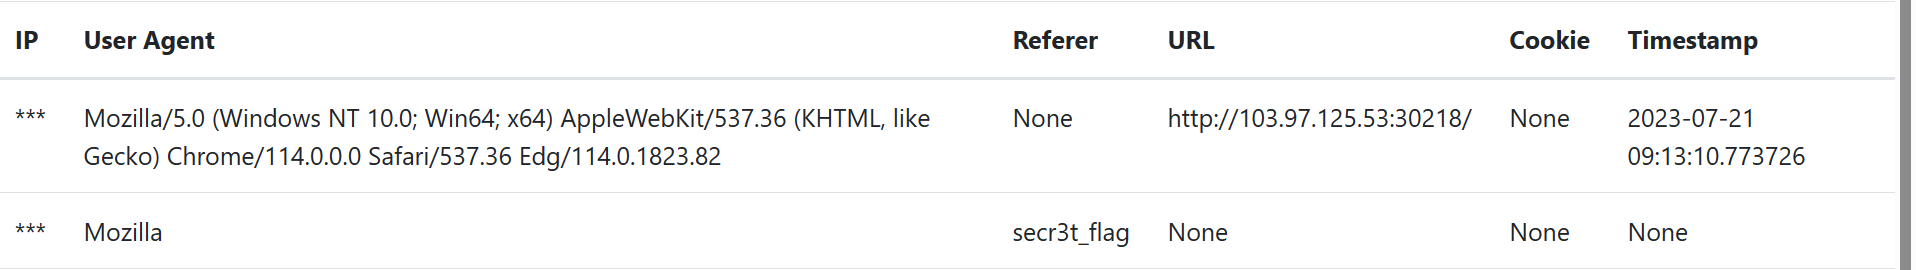 IP User Agent Referer URL Cookie Timestamp
*** Mozilla/5.0 (Windows NT 10.0; Win64; x64) AppleWebKit/537.36 (KHTML, like None http://103.97.125.53:30218/ None 2023-07-21
Gecko) Chrome/114.0.0.0 Safari/537.36 Edg/114.0.1823.82 09:13:10.773726
*** Mozilla secr3t_flag None None None